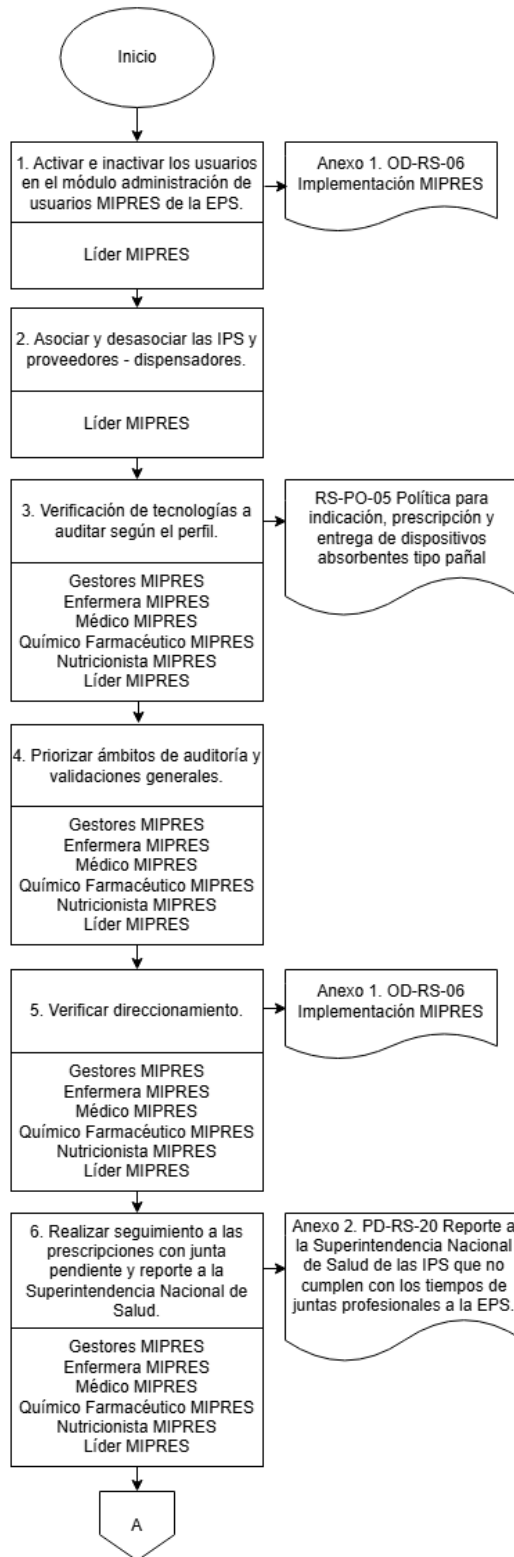 Inicio
1. Activar e inactivar los usuarios
en el módulo administración de
usuarios MIPRES de la EPS.
Líder MIPRES
Anexo 1. OD-RS-06
Implementación MIPRES
2. Asociar y desasociar las IPS y
proveedores - dispensadores.
Líder MIPRES
3. Verificación de tecnologías a
auditar según el perfil.
Gestores MIPRES
Enfermera MIPRES
Médico MIPRES
Químico Farmacéutico MIPRES
Nutricionista MIPRES
Líder MIPRES
RS-PO-05 Política para
indicación, prescripción y
entrega de dispositivos
absorbentes tipo pañal
4. Priorizar ámbitos de auditoría y
validaciones generales.
Gestores MIPRES
Enfermera MIPRES
Médico MIPRES
Químico Farmacéutico MIPRES
Nutricionista MIPRES
Líder MIPRES
5. Verificar direccionamiento.
Gestores MIPRES
Enfermera MIPRES
Médico MIPRES
Químico Farmacéutico MIPRES
Nutricionista MIPRES
Líder MIPRES
Anexo 1. OD-RS-06
Implementación MIPRES
6. Realizar seguimiento a las
prescripciones con junta
pendiente y reporte a la
Superintendencia Nacional de
Salud.
Gestores MIPRES
Enfermera MIPRES
Médico MIPRES
Químico Farmacéutico MIPRES
Nutricionista MIPRES
Líder MIPRES
Anexo 2. PD-RS-20 Reporte a
la Superintendencia Nacional
de Salud de las IPS que no
cumplen con los tiempos de
juntas profesionales a la EPS.
A